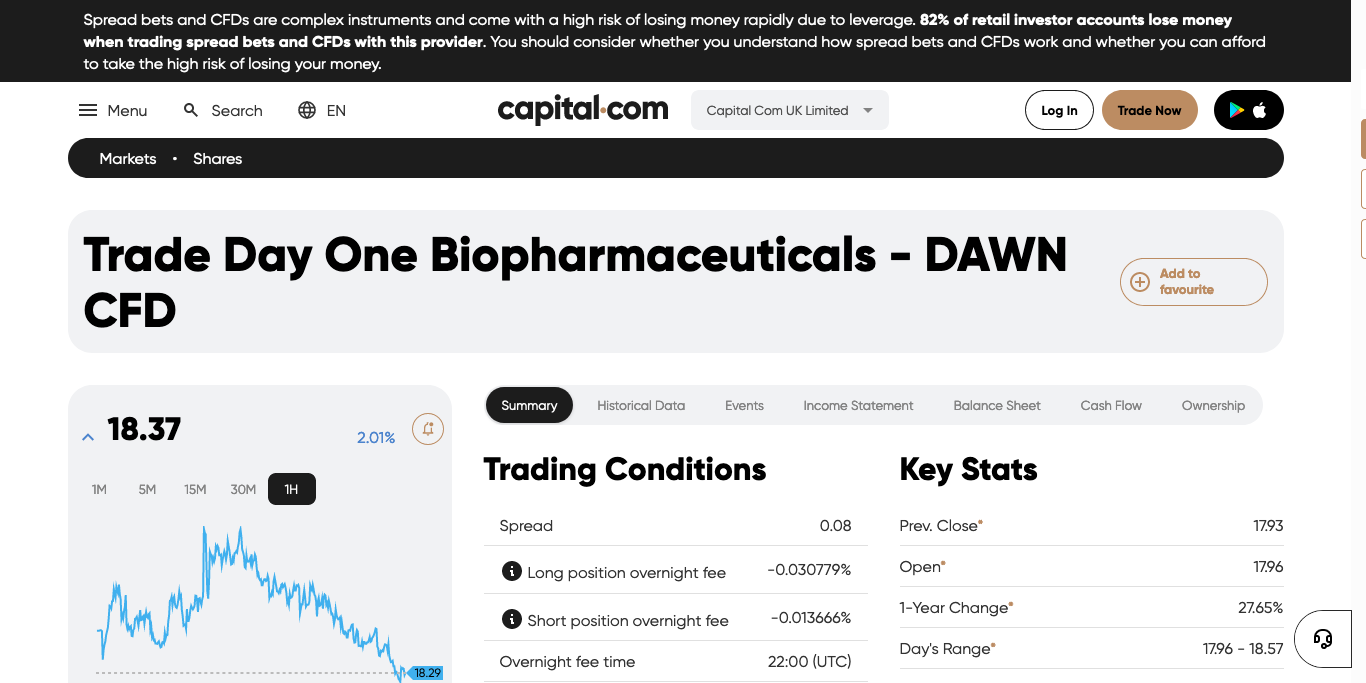 Spread bets and CFDs are complex instruments and come with a high risk of losing money rapidly due to leverage. 82% of retail investor accounts lose money
when trading spread bets and CFDs with this provider. You should consider whether you understand how spread bets and CFDs work and whether you can afford
to take the high risk of losing your money.
Menu
Search
EN
capital.com
Capital Com UK Limited
Log In
Trade Now
Markets • Shares
Trade Day One Biopharmaceuticals - DAWN
CFD
Add to
favourite
18.37
2.01%
1M 5M 15M 30M 1H
18.29
Summary Historical Data Events Income Statement Balance Sheet Cash Flow Ownership
Trading Conditions
Spread 0.08
Long position overnight fee -0.030779%
Short position overnight fee -0.013666%
Overnight fee time 22:00 (UTC)
Key Stats
Prev. Close* 17.93
Open* 17.96
1-Year Change* 27.65%
Day's Range* 17.96 - 18.57